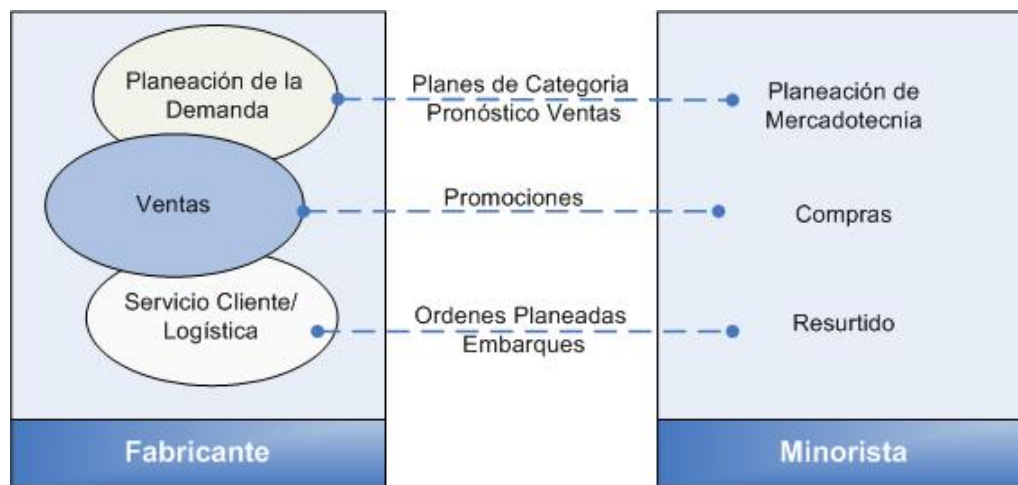 Planeación de la
Demanda
Ventas
Servicio Cliente/
Logística
Fabricante
Planes de Categoria
Pronóstico Ventas
Promociones
Ordenes Planeadas
Embarques
Planeación de
Mercadotecnia
Compras
Resurtido
Minorista